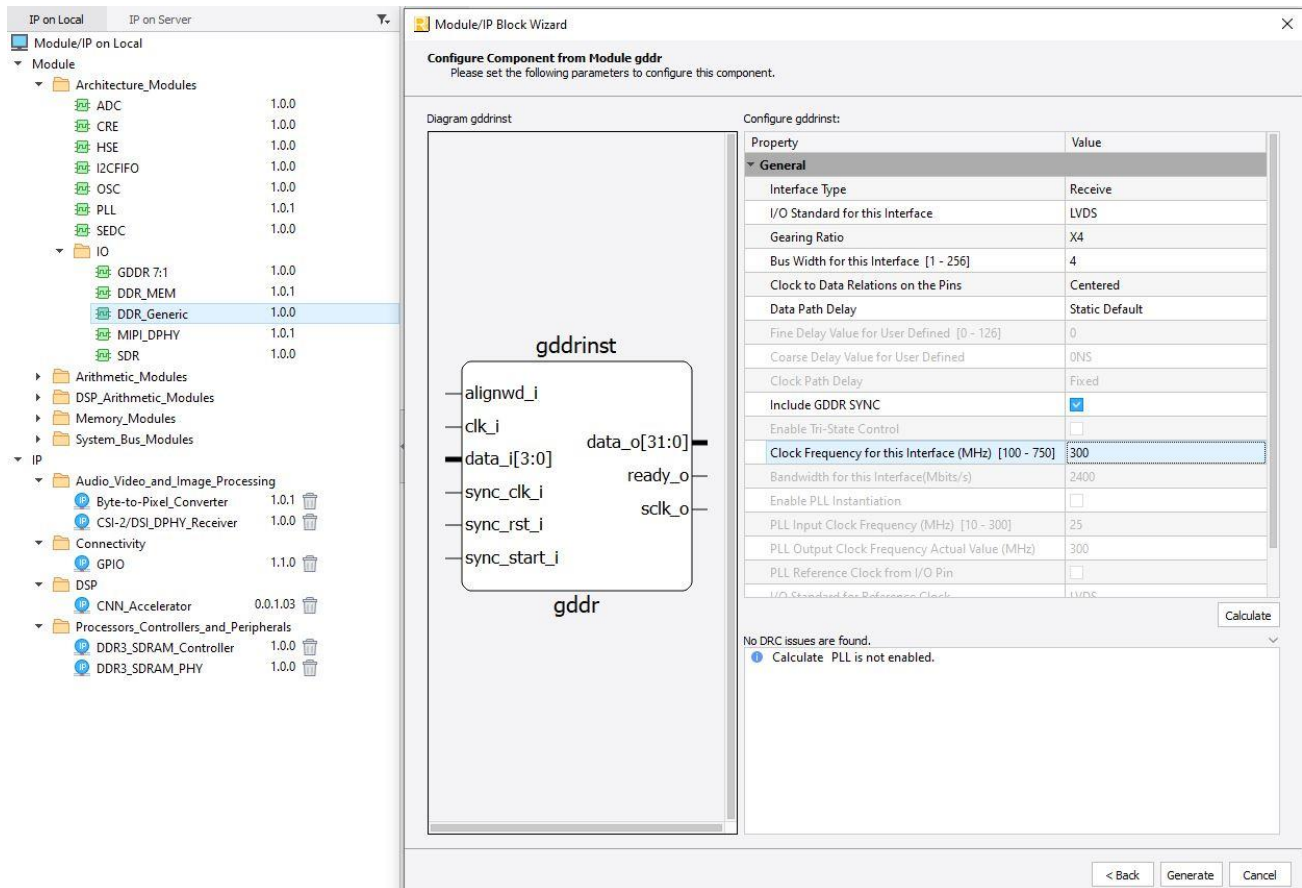 IP on Local IP on Server
Module/IP on Local
Module
Architecture_Modules
ADC 1.0.0
CRE 1.0.0
HSE 1.0.0
I2CFIFO 1.0.0
OSC 1.0.0
PLL 1.0.1
SEDC 1.0.0
IO
GDDR 7:1 1.0.0
DDR_MEM 1.0.1
DDR_Generic 1.0.0
MIPI_DPHY 1.0.1
SDR 1.0.0
Arithmetic_Modules
DSP_Arithmetic_Modules
Memory_Modules
System_Bus_Modules
IP
Audio_Video_and_Image_Processing
Byte-to-Pixel_Converter 1.0.1
CSI-2/DSI_DPHY_Receiver 1.0.0
Connectivity
GPIO 1.1.0
DSP
CNN_Accelerator 0.0.1.03
Processors_Controllers_and_Peripherals
DDR3_SDRAM_Controller 1.0.0
DDR3_SDRAM_PHY 1.0.0
Module/IP Block Wizard
Configure Component from Module gddr
Please set the following parameters to configure this component.
Diagram gddrinst
gddrinst
alignwd_i
clk_i
data_i[3:0]
sync_clk_i
sync_rst_i
sync_start_i
data_o[31:0]
ready_o
sclk_o
gddr
Configure gddrinst:
Property Value
General
Interface Type Receive
I/O Standard for this Interface LVDS
Gearing Ratio X4
Bus Width for this Interface [1 - 256] 4
Clock to Data Relations on the Pins Centered
Data Path Delay Static Default
Fine Delay Value for User Defined [0 - 126] 0
Coarse Delay Value for User Defined 0NS
Clock Path Delay Fixed
Include GDDR SYNC
Enable Tri-State Control
Clock Frequency for this Interface (MHz) [100 - 750] 300
Bandwidth for this Interface(Mbits/s) 2400
Enable PLL Instantiation
PLL Input Clock Frequency (MHz) [10 - 300] 25
PLL Output Clock Frequency Actual Value (MHz) 300
PLL Reference Clock from I/O Pin
I/O Standard for Reference Clock LVDS
Calculate
No DRC issues are found.
Calculate PLL is not enabled.
< Back Generate Cancel